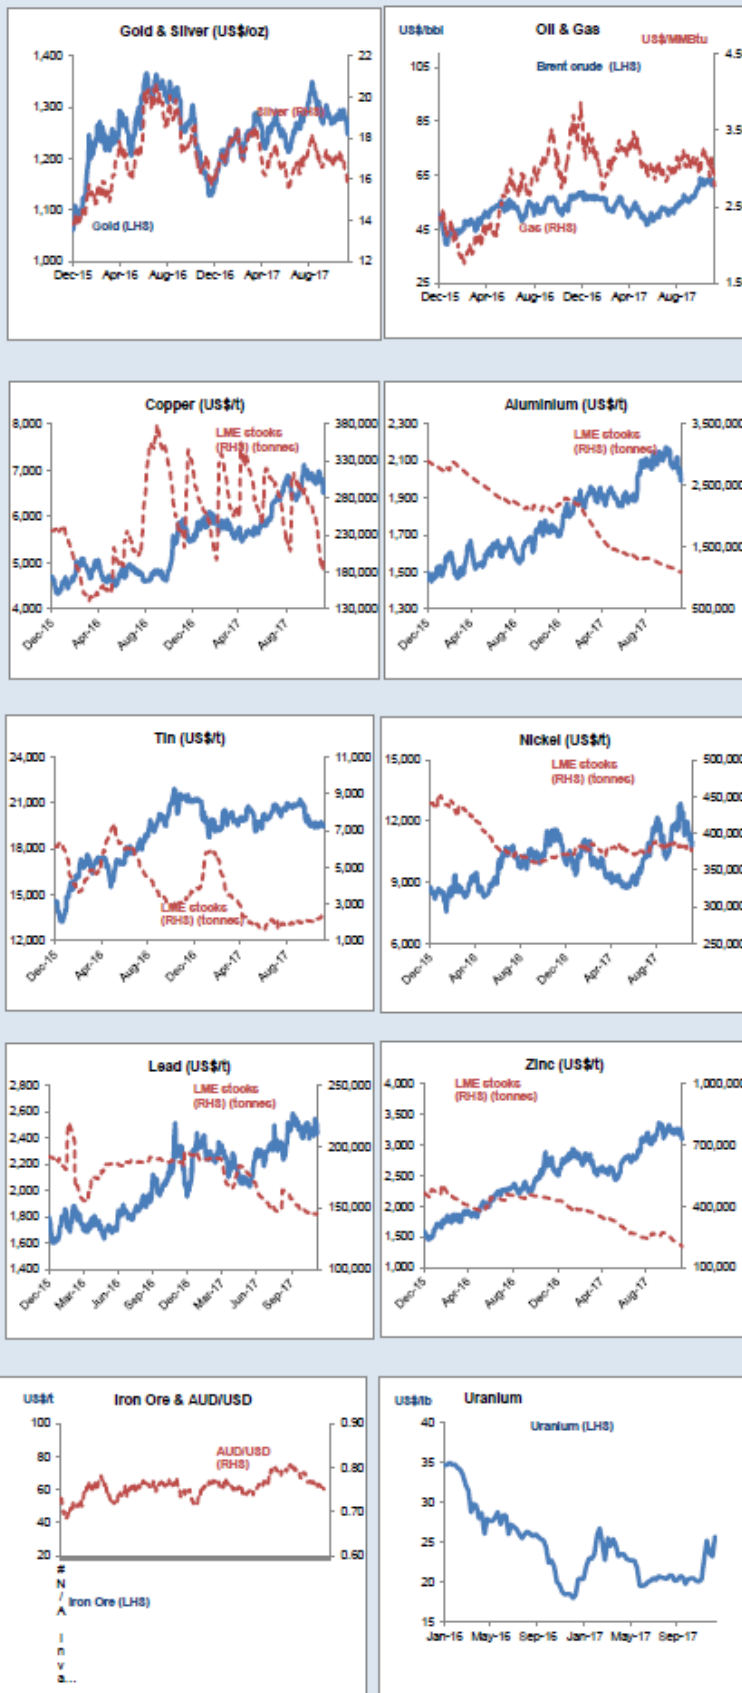 Gold & Silver (US$/oz)
1,400
1,300
1,200
1,100
1,000
22
20
18
16
14
12
Silver (RHS)
Gold (LHS)
Dec-15 Apr-16 Aug-16 Dec-16 Apr-17 Aug-17
US$/bbl
Oil & Gas
US$/MMBtu
Brent crude (LHS)
105
85
65
45
25
4.5
3.5
2.5
1.5
Gas (RHS)
Dec-15 Apr-16 Aug-16 Dec-16 Apr-17 Aug-17
Copper (US$/t)
LME stocks
(RHS) (tonnes)
8,000
7,000
6,000
5,000
4,000
380,000
330,000
280,000
230,000
180,000
130,000
Dec-15 Apr-16 Aug-16 Dec-16 Apr-17 Aug-17
Aluminium (US$/t)
LME stocks
(RHS) (tonnes)
2,300
2,100
1,900
1,700
1,500
1,300
3,500,000
2,500,000
1,500,000
500,000
Dec-15 Apr-16 Aug-16 Dec-16 Apr-17 Aug-17
Tin (US$/t)
24,000
21,000
18,000
15,000
12,000
11,000
9,000
7,000
5,000
3,000
1,000
LME stocks
(RHS) (tonnes)
Dec-15 Apr-16 Aug-16 Dec-16 Apr-17 Aug-17
Nickel (US$/t)
LME stocks
(RHS) (tonnes)
15,000
12,000
9,000
6,000
500,000
450,000
400,000
350,000
300,000
250,000
Dec-15 Apr-16 Aug-16 Dec-16 Apr-17 Aug-17
Lead (US$/t)
LME stocks
(RHS) (tonnes)
2,800
2,600
2,400
2,200
2,000
1,800
1,600
1,400
250,000
200,000
150,000
100,000
Dec-15 Mar-16 Jun-16 Sep-16 Dec-16 Mar-17 Jun-17 Sep-17
Zinc (US$/t)
LME stocks
(RHS) (tonnes)
4,000
3,500
3,000
2,500
2,000
1,500
1,000
1,000,000
700,000
400,000
100,000
Dec-15 Apr-16 Aug-16 Dec-16 Apr-17 Aug-17
US$/t
Iron Ore & AUD/USD
100
80
60
40
20
0.90
0.80
0.70
0.60
AUD/USD
(RHS)
Iron Ore (LHS)
#
N
/
A
I
n
v
a...
US$/lb
Uranium
Uranium (LHS)
40
35
30
25
20
15
Jan-16 May-16 Sep-16 Jan-17 May-17 Sep-17